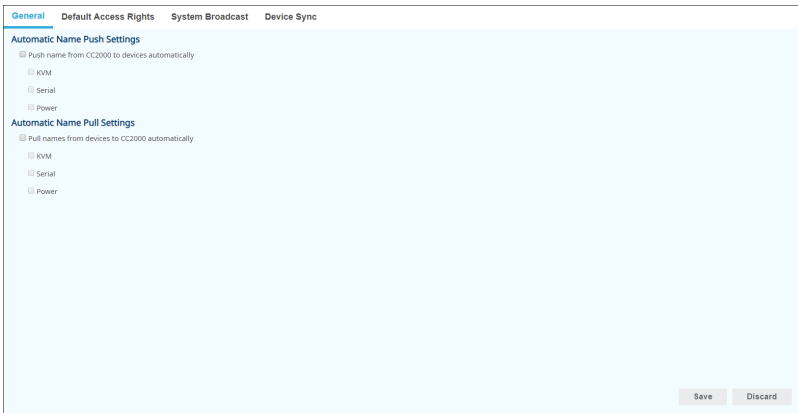 General Default Access Rights System Broadcast Device Sync
Automatic Name Push Settings
Push name from CC2000 to devices automatically
KVM
Serial
Power
Automatic Name Pull Settings
Pull names from devices to CC2000 automatically
KVM
Serial
Power
Save Discard